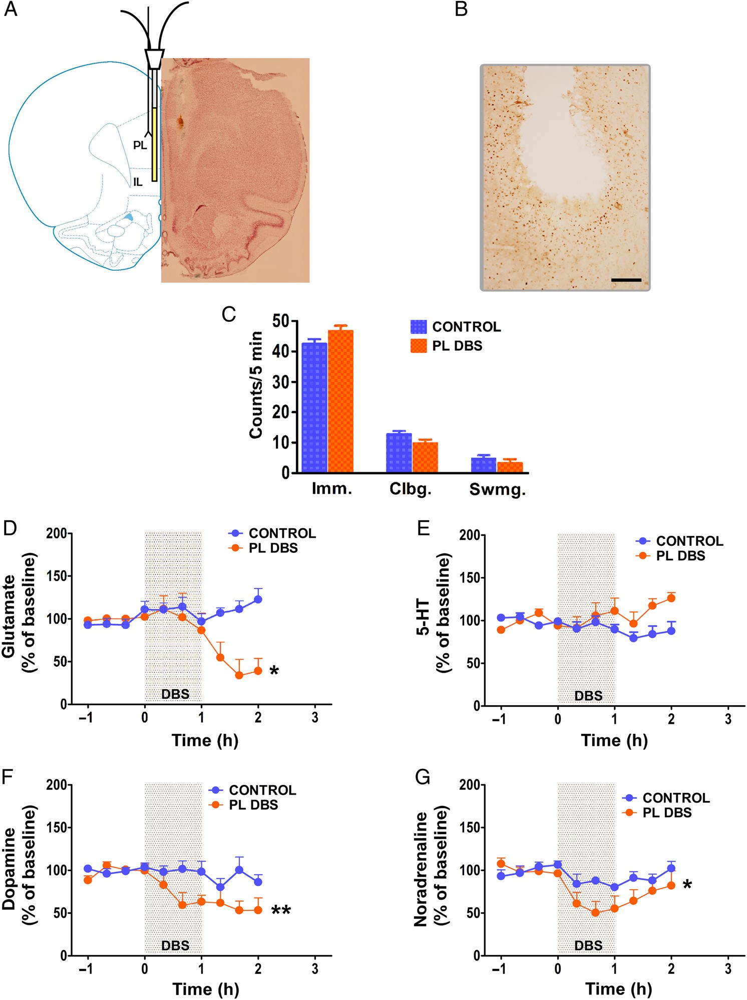 A
B
PL
IL
C
50
40
30
20
10
0
Counts/5 min
CONTROL
PL DBS
Imm. Clbg. Swmg.
D
200
150
100
50
0
Glutamate
(% of baseline)
CONTROL
PL DBS
*
DBS
–1 0 1 2 3
Time (h)
E
200
150
100
50
0
5-HT
(% of baseline)
CONTROL
PL DBS
DBS
–1 0 1 2 3
Time (h)
F
200
150
100
50
0
Dopamine
(% of baseline)
CONTROL
PL DBS
**
DBS
–1 0 1 2 3
Time (h)
G
200
150
100
50
0
Noradrenaline
(% of baseline)
CONTROL
PL DBS
*
DBS
–1 0 1 2 3
Time (h)